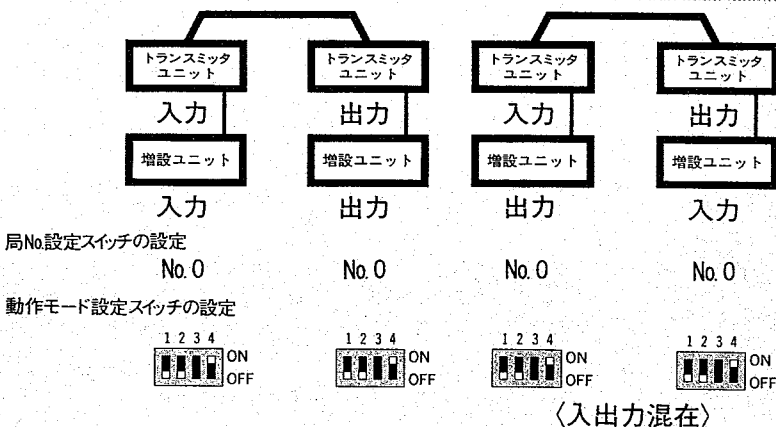 トランスミッタ
ユニット
トランスミッタ
ユニット
トランスミッタ
ユニット
トランスミッタ
ユニット
入力
出力
入力
出力
増設ユニット
増設ユニット
増設ユニット
増設ユニット
入力
出力
出力
入力
局No.設定スイッチの設定
No. 0
No. 0
No. 0
No. 0
動作モード設定スイッチの設定
1 2 3 4
ON
OFF
1 2 3 4
ON
OFF
1 2 3 4
ON
OFF
1 2 3 4
ON
OFF
〈入出力混在〉